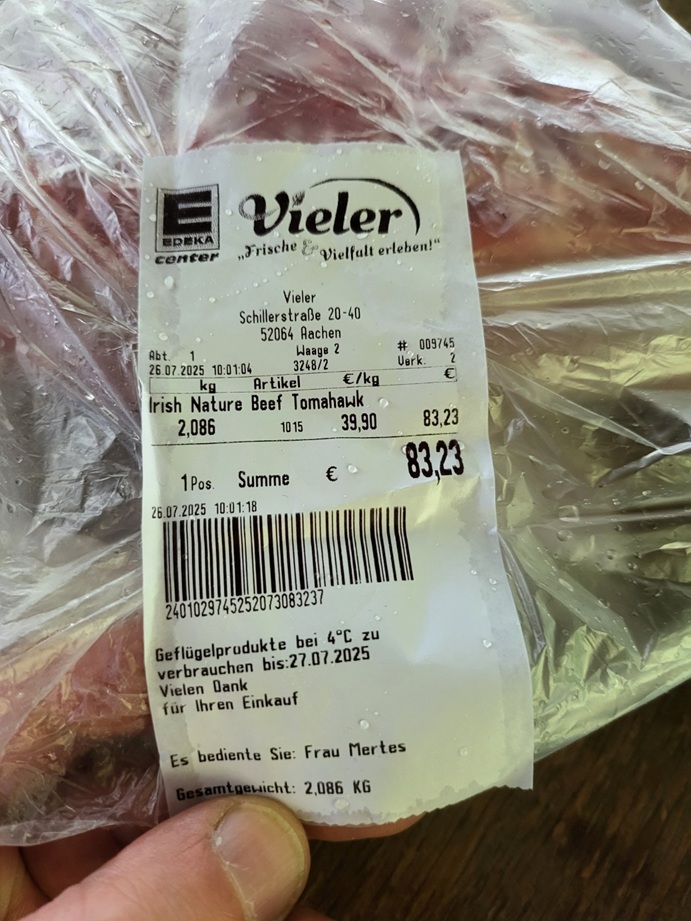 EDEKA
center
Vieler
„Frische & Vielfalt erleben!“
Vieler
Schillerstraße 20-40
52064 Aachen
Abt. 1 Waage 2 # 009745
26.07.2025 10:01:04 3248/2 Verk. 2
kg Artikel €/kg €
Irish Nature Beef Tomahawk
2,086 1015 39,90 83,23
1 Pos. Summe € 83,23
26.07.2025 10:01:18
2401029745252073083237
Geflügelprodukte bei 4°C zu
verbrauchen bis:27.07.2025
Vielen Dank
für Ihren Einkauf
Es bediente Sie: Frau Mertes
Gesamtgewicht: 2,086 KG